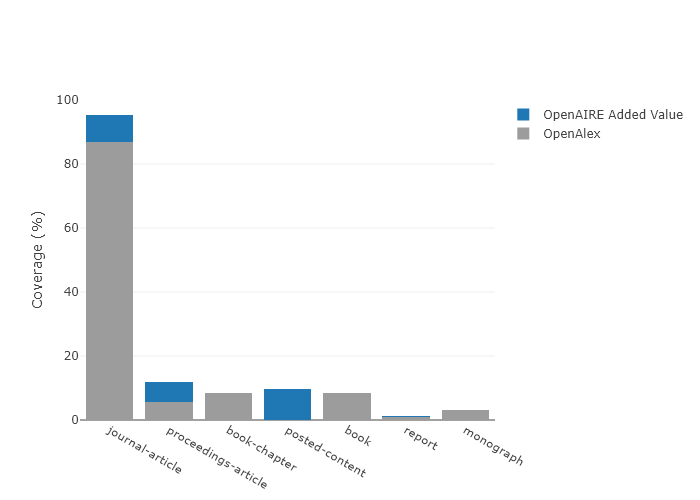 100
80
60
40
20
0
Coverage (%)
journal-article
proceedings-article
book-chapter
posted-content
book
report
monograph
OpenAIRE Added Value
OpenAlex